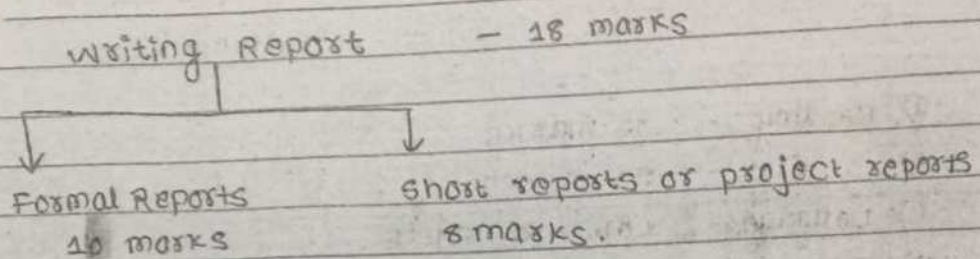 Writing Report - 18 marks
Formal Reports short reports or project reports
10 marks 8 marks.